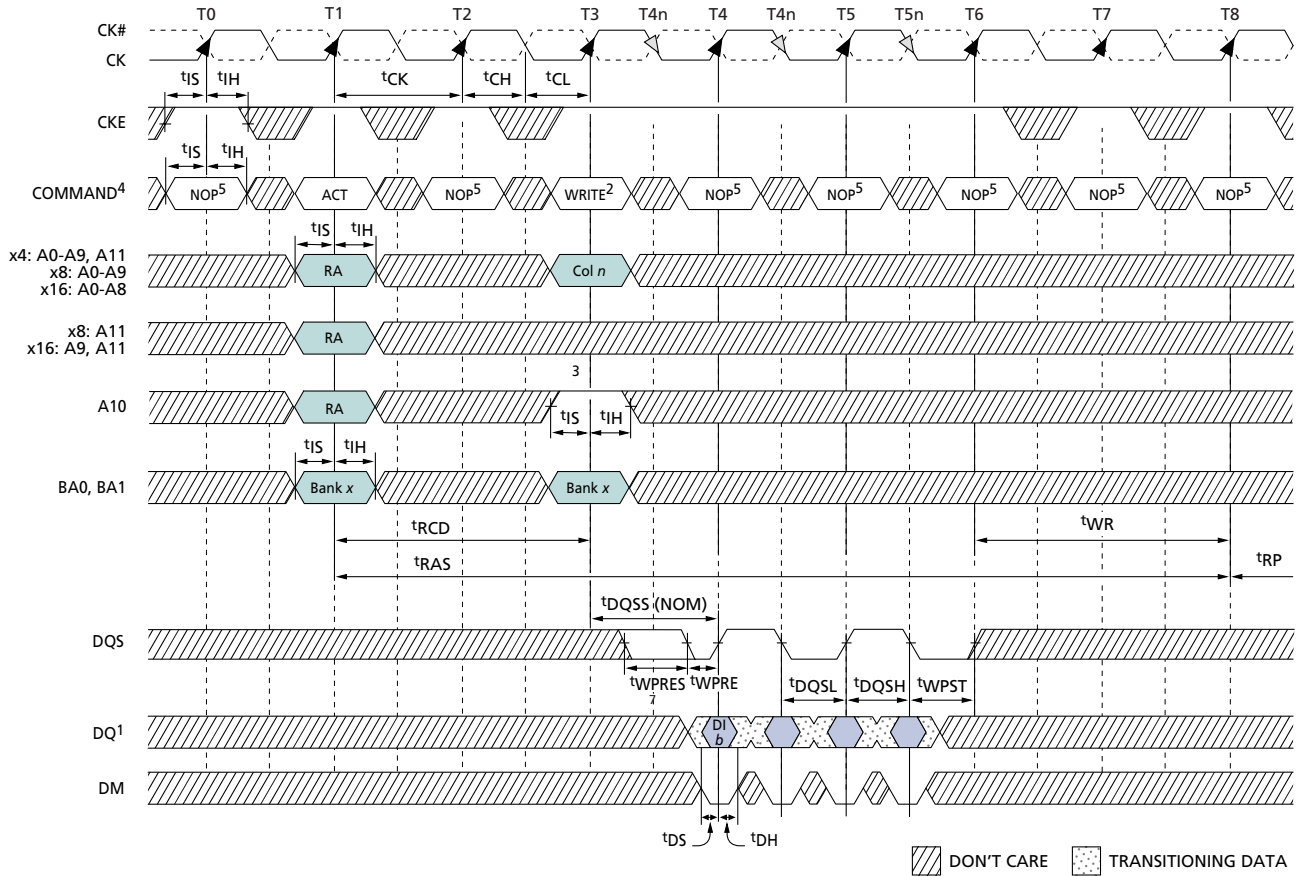 T0 T1 T2 T3 T4n T4 T4n T5 T5n T6 T7 T8
CK#
CK
tIS tIH tCK tCH tCL
CKE
tIS tIH
COMMAND4 NOP5 ACT NOP5 WRITE2 NOP5 NOP5 NOP5 NOP5 NOP5
tIS tIH
x4: A0-A9, A11
x8: A0-A9
x16: A0-A8
RA Col n
x8: A11
x16: A9, A11
RA
3
A10 RA
tIS tIH
tIS tIH
BA0, BA1 Bank x Bank x
tRCD tWR
tRAS tRP
tDQSS (NOM)
DQS
tWPRES tWPRE tDQSL tDQSH tWPST
7
DQ1 DI
b
DM
tDS tDH
DON'T CARE TRANSITIONING DATA